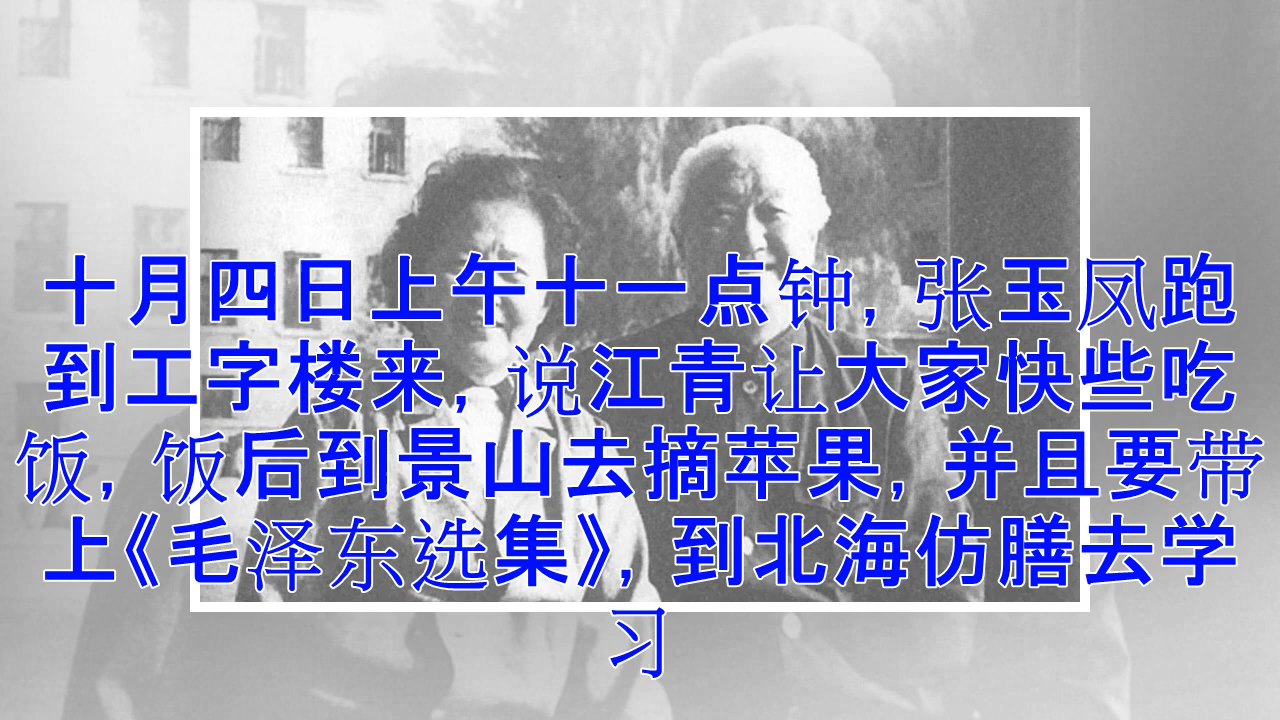 十月四日上午十一点钟,张玉凤跑
到工字楼来,说江青让大家快些吃
饭,饭后到景山去摘苹果,并且要带
上《毛泽东选集》,到北海仿膳去学
习